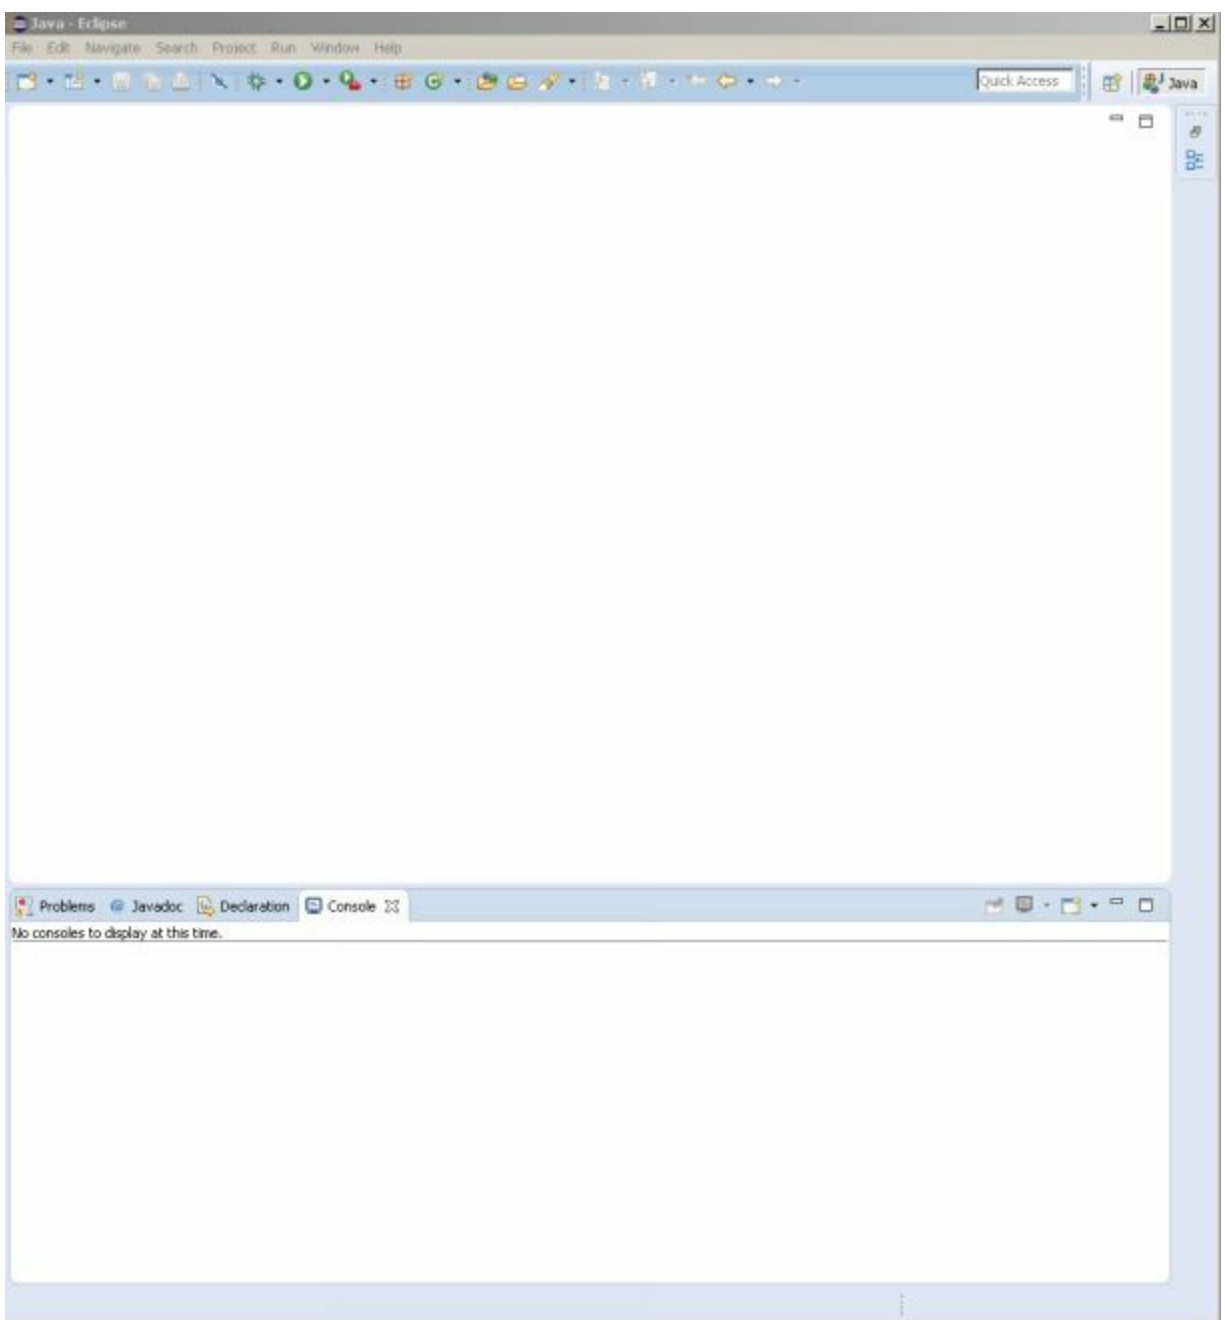 Java - Eclipse
File Edit Navigate Search Project Run Window Help
Quick Access
Java
Problems @ Javadoc Declaration Console
No consoles to display at this time.